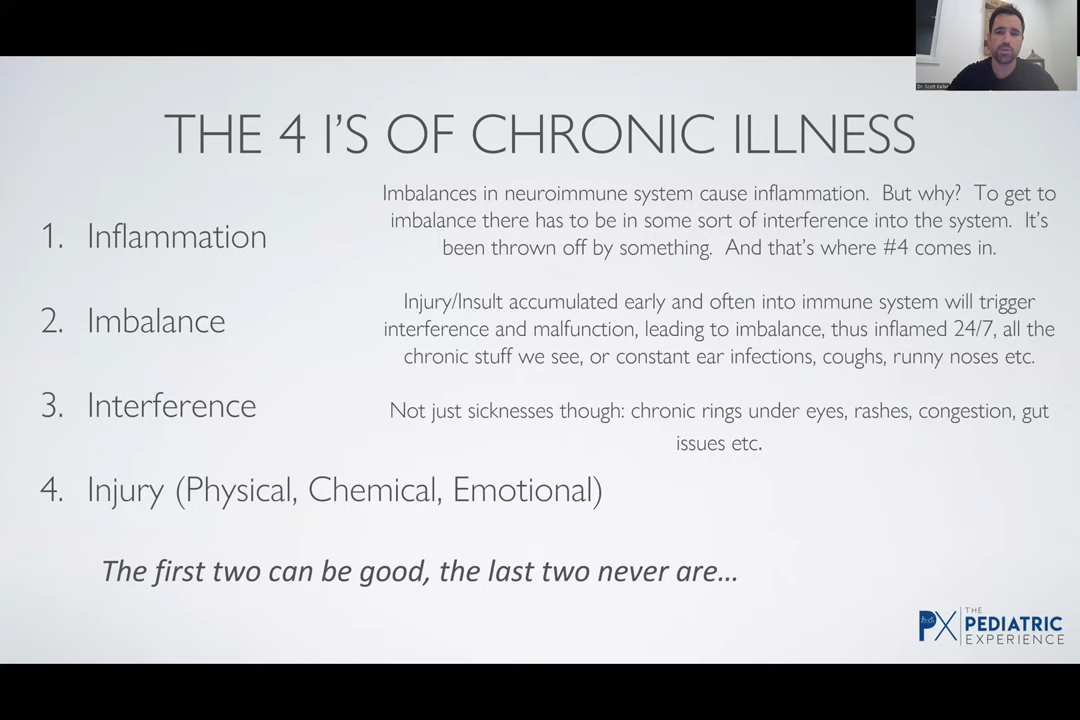 Dr. Scott
THE 4 I'S OF CHRONIC ILLNESS
1. Inflammation
2. Imbalance
3. Interference
4. Injury (Physical, Chemical, Emotional)
Imbalances in neuroimmune system cause inflammation. But why? To get to
imbalance there has to be in some sort of interference into the system. It's
been thrown off by something. And that's where #4 comes in.
Injury/Insult accumulated early and often into immune system will trigger
interference and malfunction, leading to imbalance, thus inflamed 24/7, all the
chronic stuff we see, or constant ear infections, coughs, runny noses etc.
Not just sicknesses though: chronic rings under eyes, rashes, congestion, gut
issues etc.
The first two can be good, the last two never are...
PX
THE
PEDIATRIC
EXPERIENCE